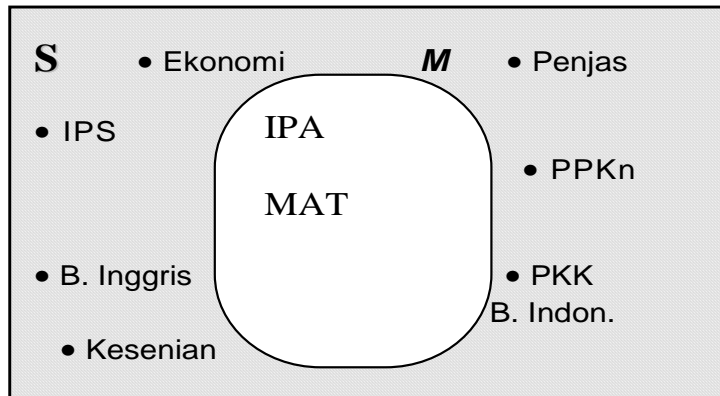 S • Ekonomi M • Penjas
• IPS
IPA
• PPKn
MAT
• B. Inggris • PKK
B. Indon.
• Kesenian